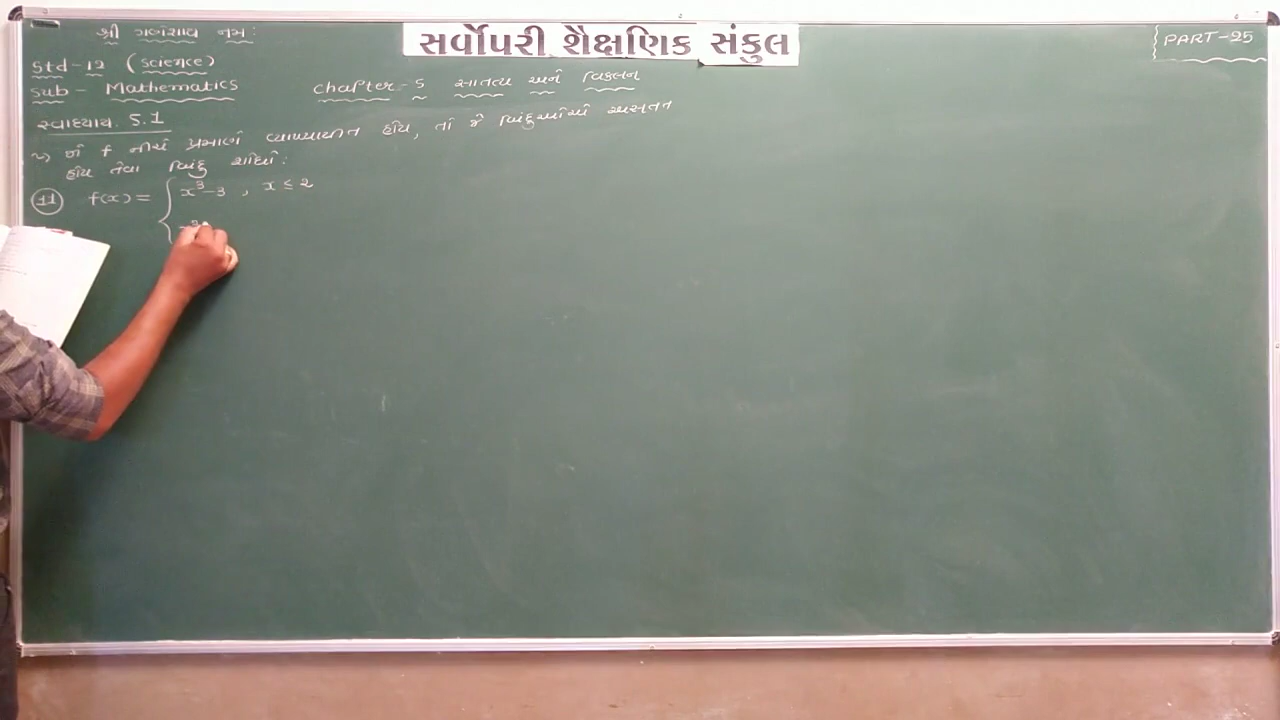 સર્વોપરી શૈક્ષણિક સંકુલ
PART-25
શ્રી ગણેશાય નમઃ
Std-12 (Science)
Sub - Mathematics
Chapter-5 સાતત્ય અને વિકલન
સ્વાધ્યાય 5.1
જો f નીચે પ્રમાણે વ્યાખ્યાયીત હોય, તો જે બિંદુઓએ અસતત
હોય તેવા બિંદુ શોધો:
(11) f(x) = { x³-3 , x ≤ 2